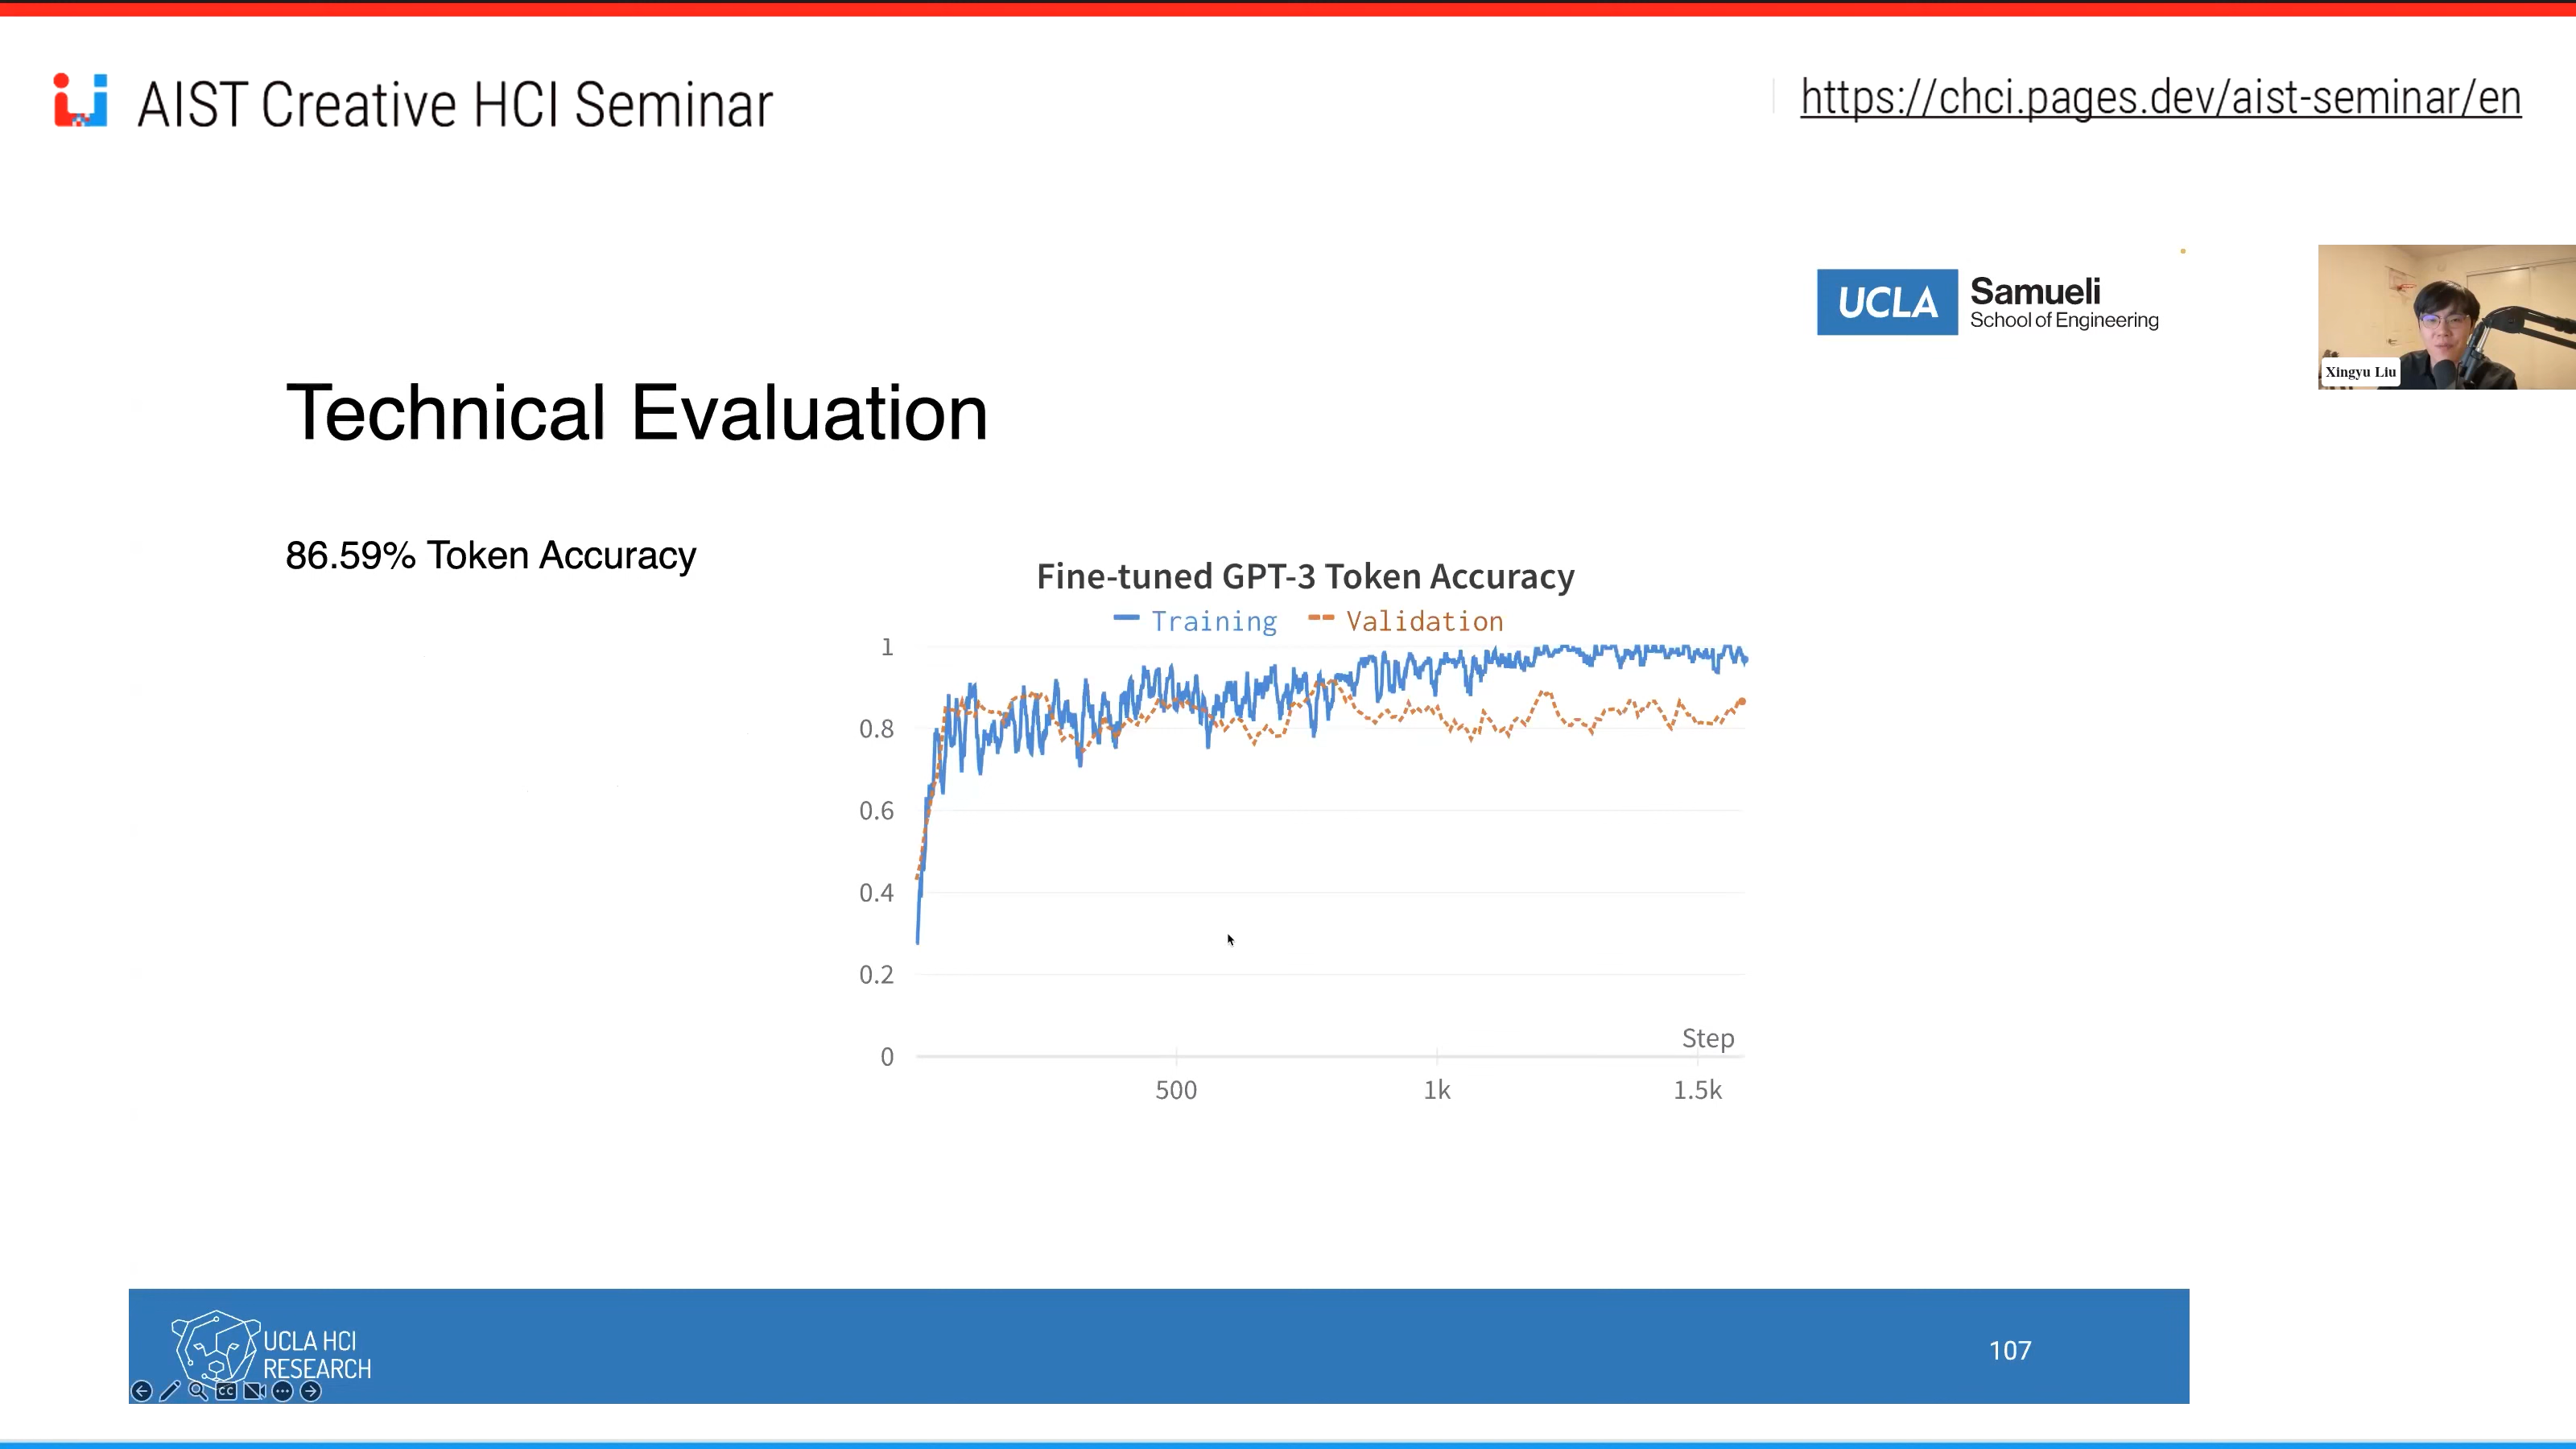 AIST Creative HCI Seminar
https://chci.pages.dev/aist-seminar/en
UCLA Samueli
School of Engineering
Xingyu Liu
Technical Evaluation
86.59% Token Accuracy
Fine-tuned GPT-3 Token Accuracy
Training Validation
1
0.8
0.6
0.4
0.2
Step
0
500 1k 1.5k
UCLA HCI
RESEARCH
107
CC